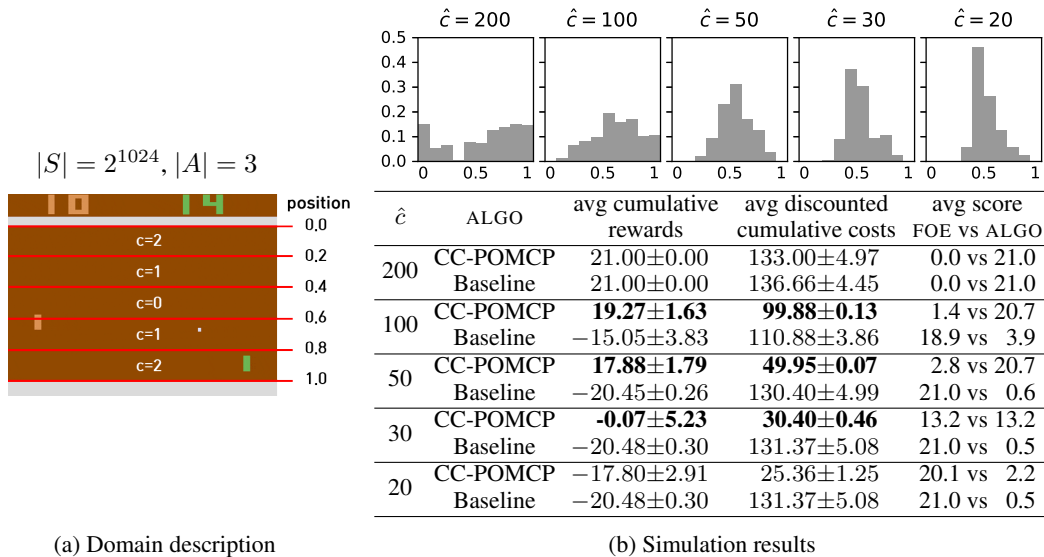 |S| = 2^1024, |A| = 3
16 14
position
0,0
c=2
0.2
c=1
0.4
c=0
0.6
c=1
0.8
c=2
1.0
(a) Domain description
ĉ = 200 ĉ = 100 ĉ = 50 ĉ = 30 ĉ = 20
0.5
0.4
0.3
0.2
0.1
0.0
0 0.5 1 0 0.5 1 0 0.5 1 0 0.5 1 0 0.5 1
ĉ ALGO avg cumulative rewards avg discounted cumulative costs avg score FOE VS ALGO
200 CC-POMCP 21.00±0.00 133.00±4.97 0.0 vs 21.0
Baseline 21.00±0.00 136.66±4.45 0.0 vs 21.0
100 CC-POMCP 19.27±1.63 99.88±0.13 1.4 vs 20.7
Baseline −15.05±3.83 110.88±3.86 18.9 vs 3.9
50 CC-POMCP 17.88±1.79 49.95±0.07 2.8 vs 20.7
Baseline −20.45±0.26 130.40±4.99 21.0 vs 0.6
30 CC-POMCP -0.07±5.23 30.40±0.46 13.2 vs 13.2
Baseline −20.48±0.30 131.37±5.08 21.0 vs 0.5
20 CC-POMCP −17.80±2.91 25.36±1.25 20.1 vs 2.2
Baseline −20.48±0.30 131.37±5.08 21.0 vs 0.5
(b) Simulation results